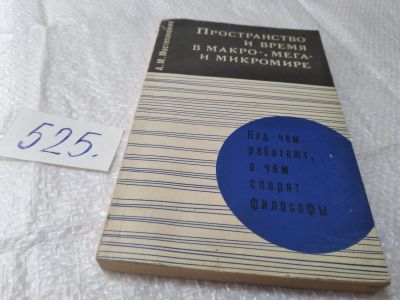 525.
А. М. Мостепаненко
Пространство
и время
в макро-, мега-
и микромире
Над чем
работают,
о чем
спорят
философы